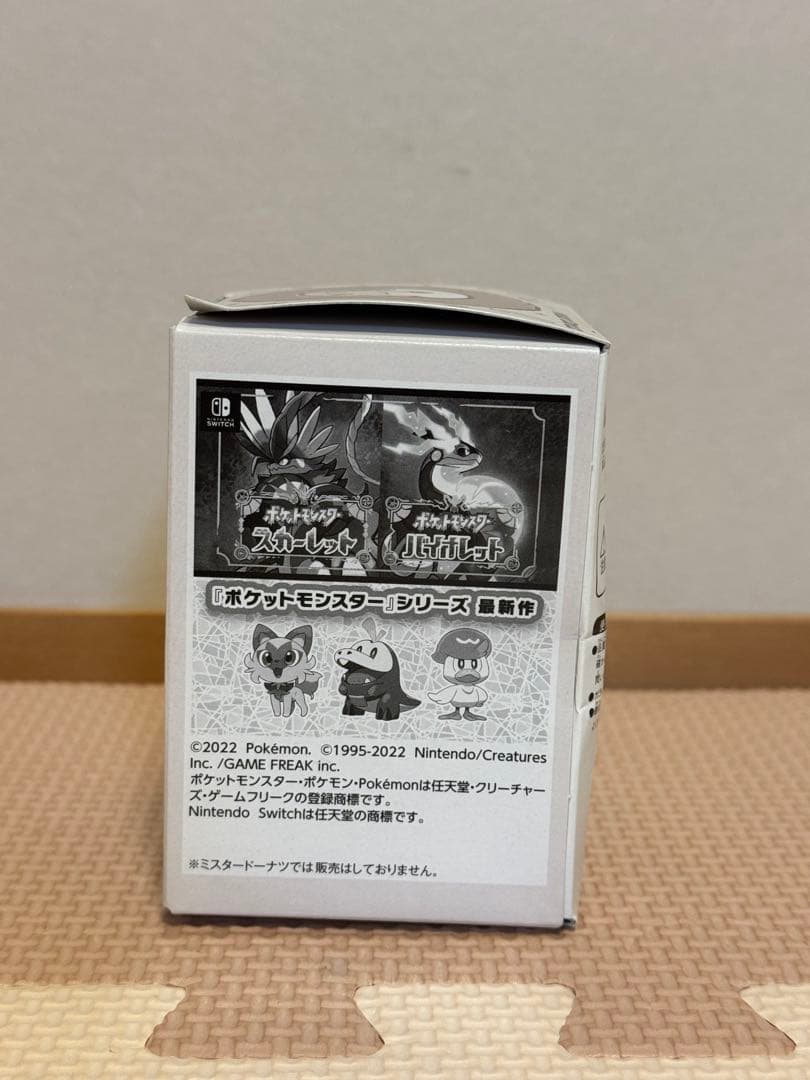 NINTENDO
SWITCH
ポケットモンスター
スカーレット
ポケットモンスター
バイオレット
『ポケットモンスター』シリーズ 最新作
©2022 Pokémon. ©1995-2022 Nintendo/Creatures
Inc. /GAME FREAK inc.
ポケットモンスター・ポケモン・Pokémonは任天堂・クリーチャー
ズ・ゲームフリークの登録商標です。
Nintendo Switchは任天堂の商標です。
※ミスタードーナツでは販売はしておりません。